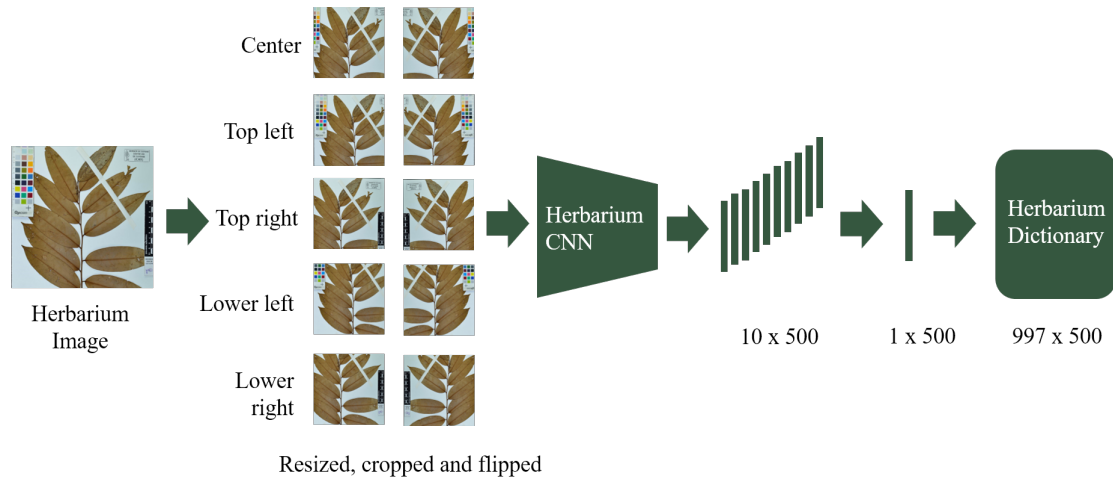 Center
Top left
Top right
Lower left
Lower
right
Herbarium
Image
Resized, cropped and flipped
Herbarium
CNN
10 x 500
1 x 500
Herbarium
Dictionary
997 x 500